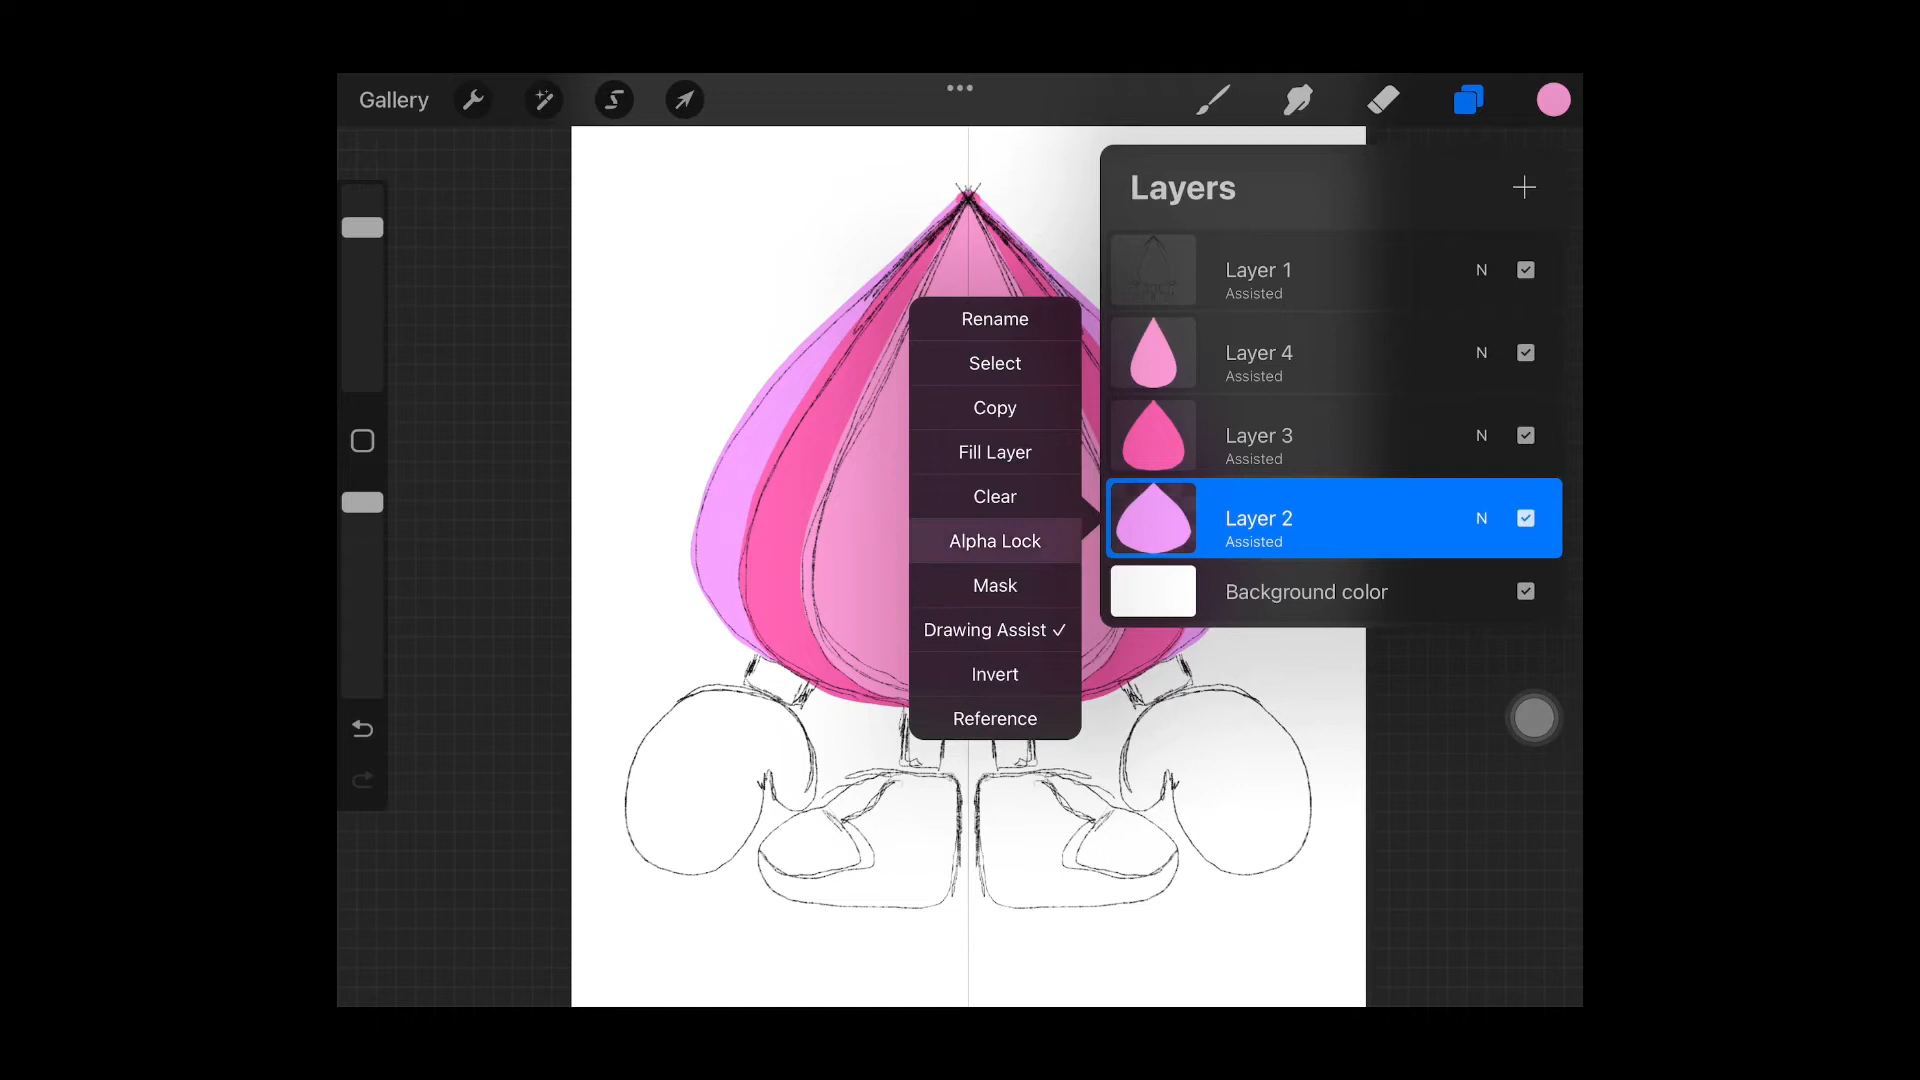 Gallery
Layers
Layer 1
N
Assisted
Layer 4
N
Assisted
Layer 3
N
Assisted
Layer 2
N
Assisted
Background color
Rename
Select
Copy
Fill Layer
Clear
Alpha Lock
Mask
Drawing Assist
Invert
Reference